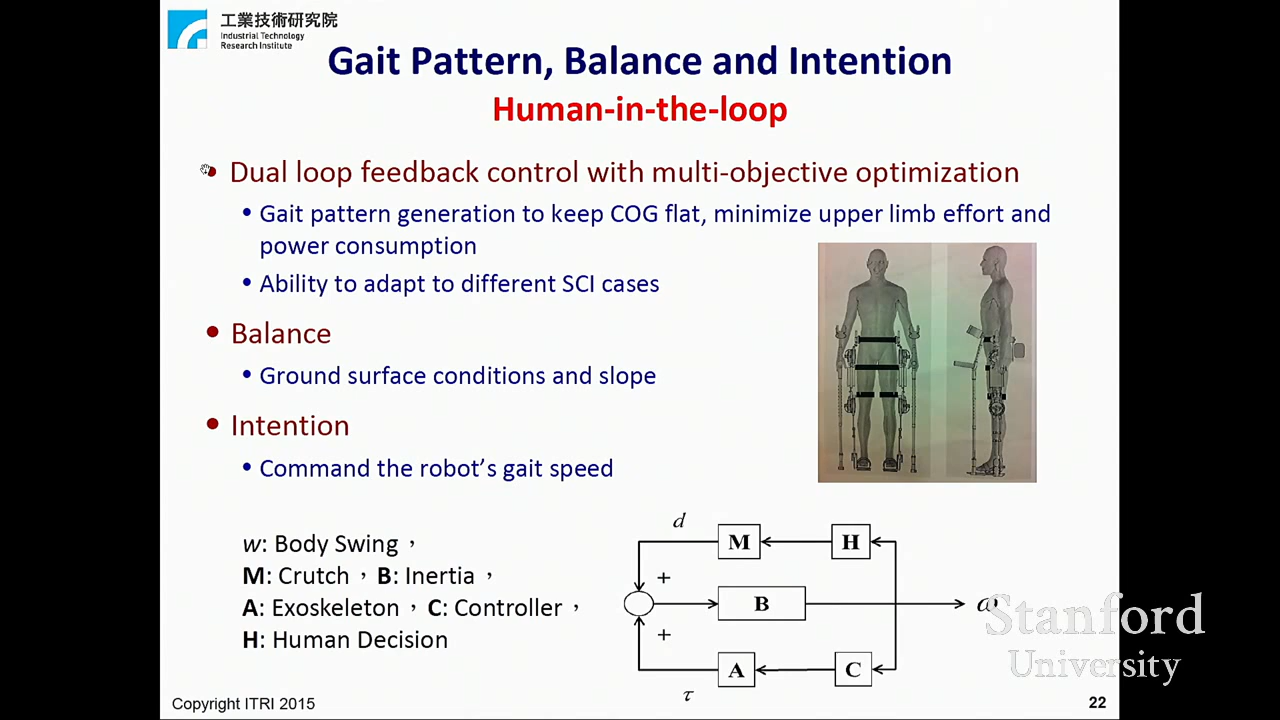 工業技術研究院
Industrial Technology
Research Institute
Gait Pattern, Balance and Intention
Human-in-the-loop
• Dual loop feedback control with multi-objective optimization
• Gait pattern generation to keep COG flat, minimize upper limb effort and
power consumption
• Ability to adapt to different SCI cases
• Balance
• Ground surface conditions and slope
• Intention
• Command the robot's gait speed
w: Body Swing，
M: Crutch，B: Inertia，
A: Exoskeleton，C: Controller，
H: Human Decision
d
M
H
+
B
ω
+
A
C
τ
Stanford
University
Copyright ITRI 2015
22